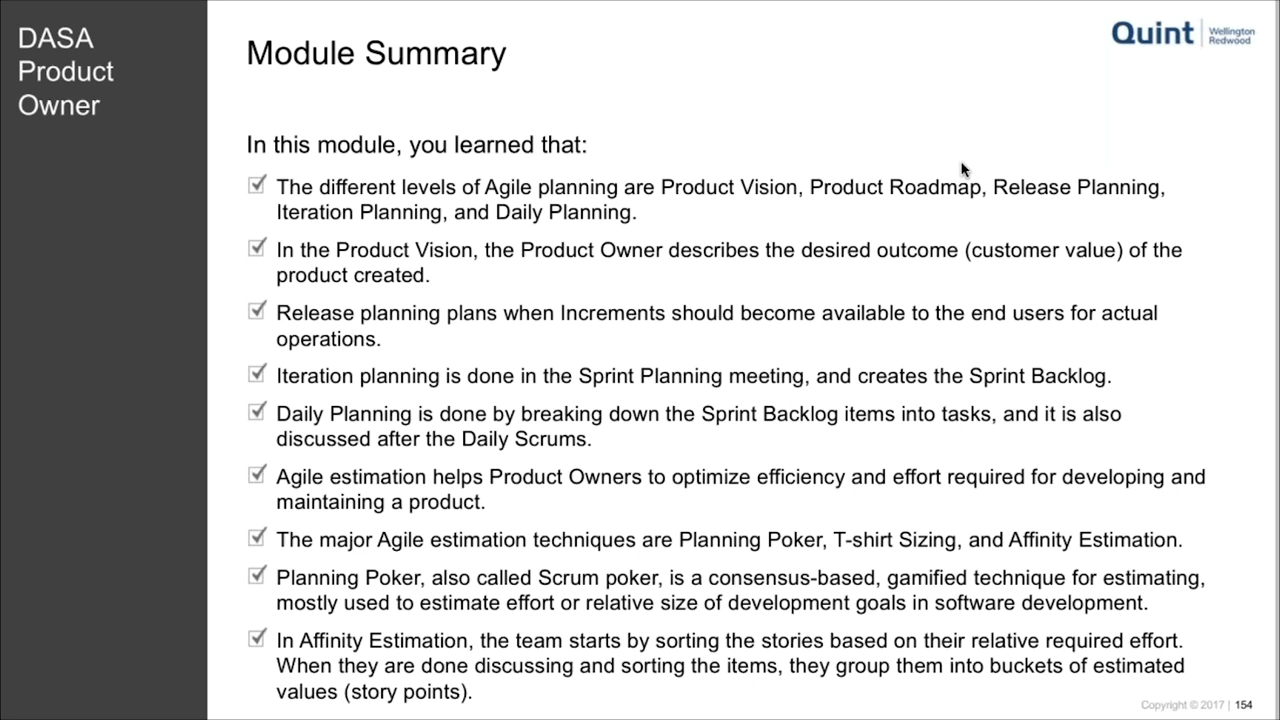 DASA
Product
Owner
Module Summary
Quint
Wellington
Redwood
In this module, you learned that:
The different levels of Agile planning are Product Vision, Product Roadmap, Release Planning,
Iteration Planning, and Daily Planning.
In the Product Vision, the Product Owner describes the desired outcome (customer value) of the
product created.
Release planning plans when Increments should become available to the end users for actual
operations.
Iteration planning is done in the Sprint Planning meeting, and creates the Sprint Backlog.
Daily Planning is done by breaking down the Sprint Backlog items into tasks, and it is also
discussed after the Daily Scrums.
Agile estimation helps Product Owners to optimize efficiency and effort required for developing and
maintaining a product.
The major Agile estimation techniques are Planning Poker, T-shirt Sizing, and Affinity Estimation.
Planning Poker, also called Scrum poker, is a consensus-based, gamified technique for estimating,
mostly used to estimate effort or relative size of development goals in software development.
In Affinity Estimation, the team starts by sorting the stories based on their relative required effort.
When they are done discussing and sorting the items, they group them into buckets of estimated
values (story points).
Copyright © 2017 | 154